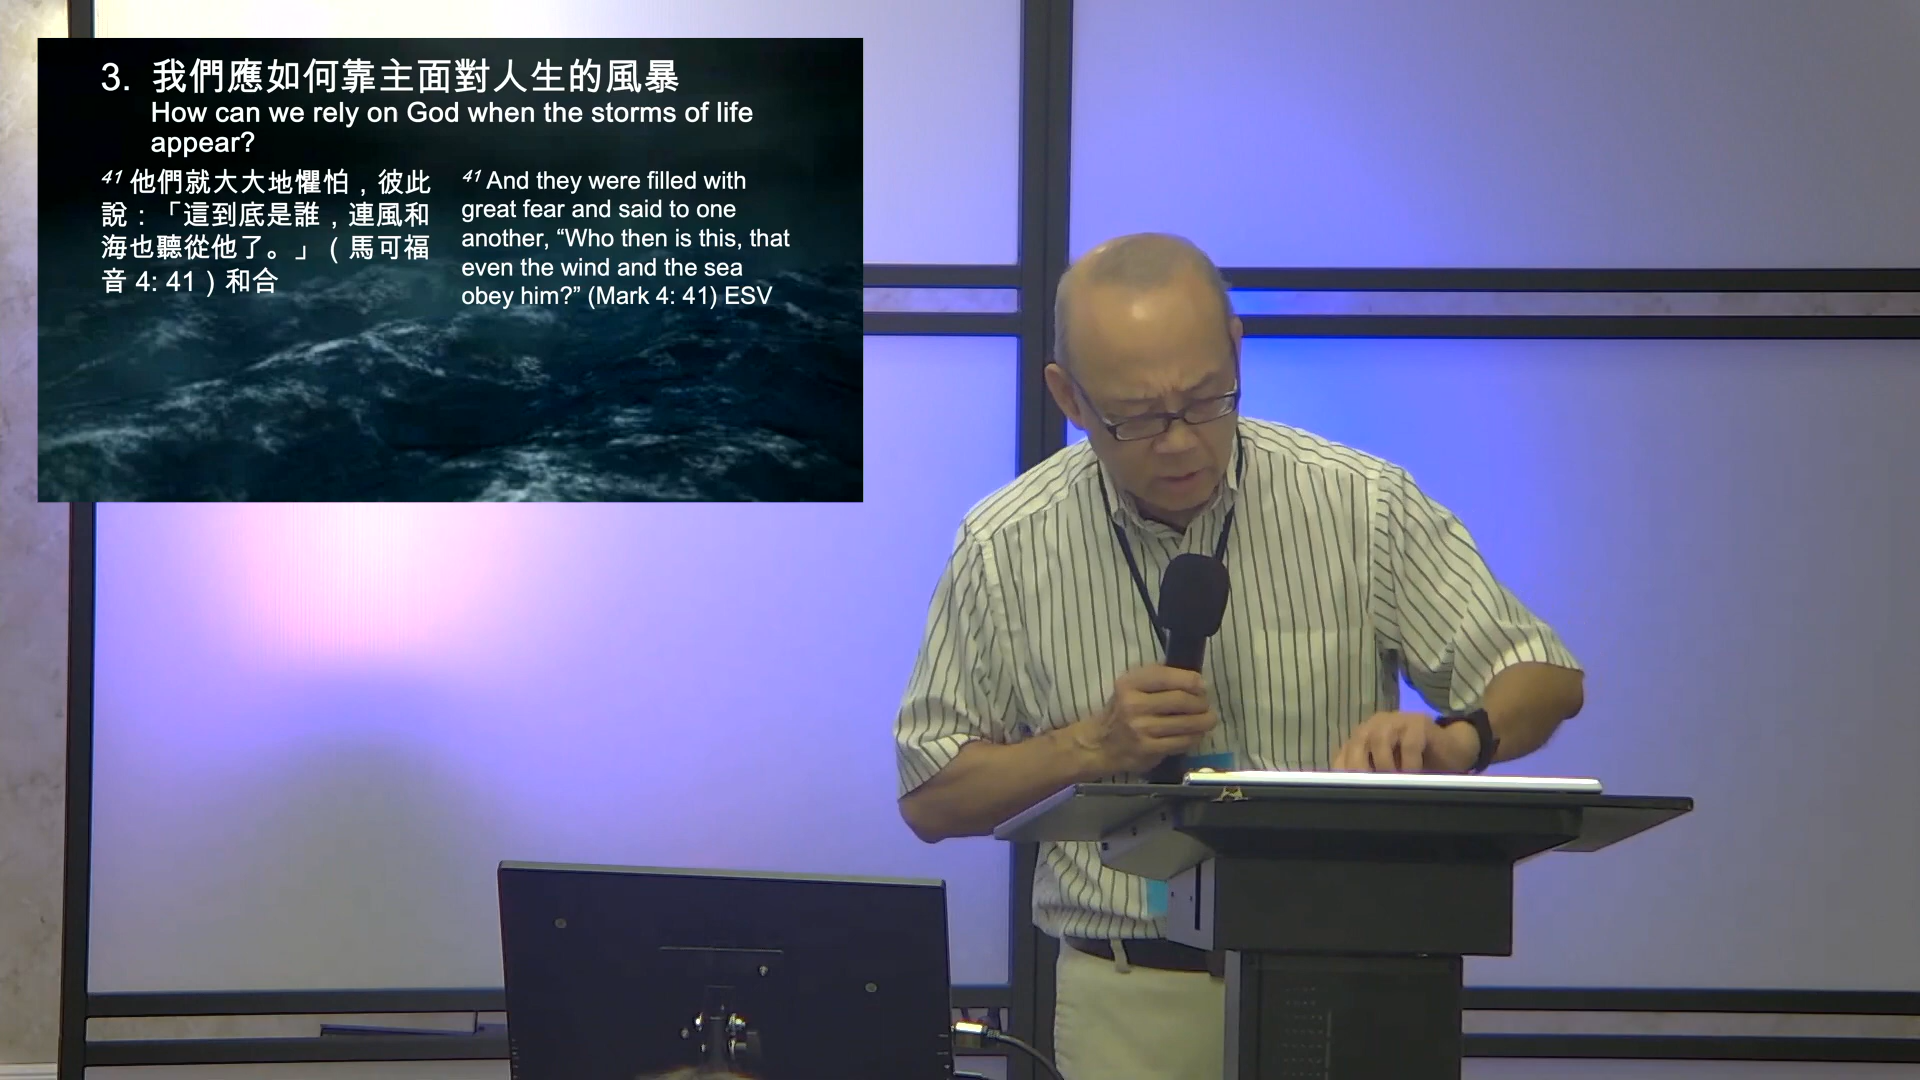 3. 我們應如何靠主面對人生的風暴
How can we rely on God when the storms of life
appear?
41 他們就大大地懼怕，彼此
說：「這到底是誰，連風和
海也聽從他了。」（馬可福
音 4: 41）和合
41 And they were filled with
great fear and said to one
another, “Who then is this, that
even the wind and the sea
obey him?” (Mark 4: 41) ESV